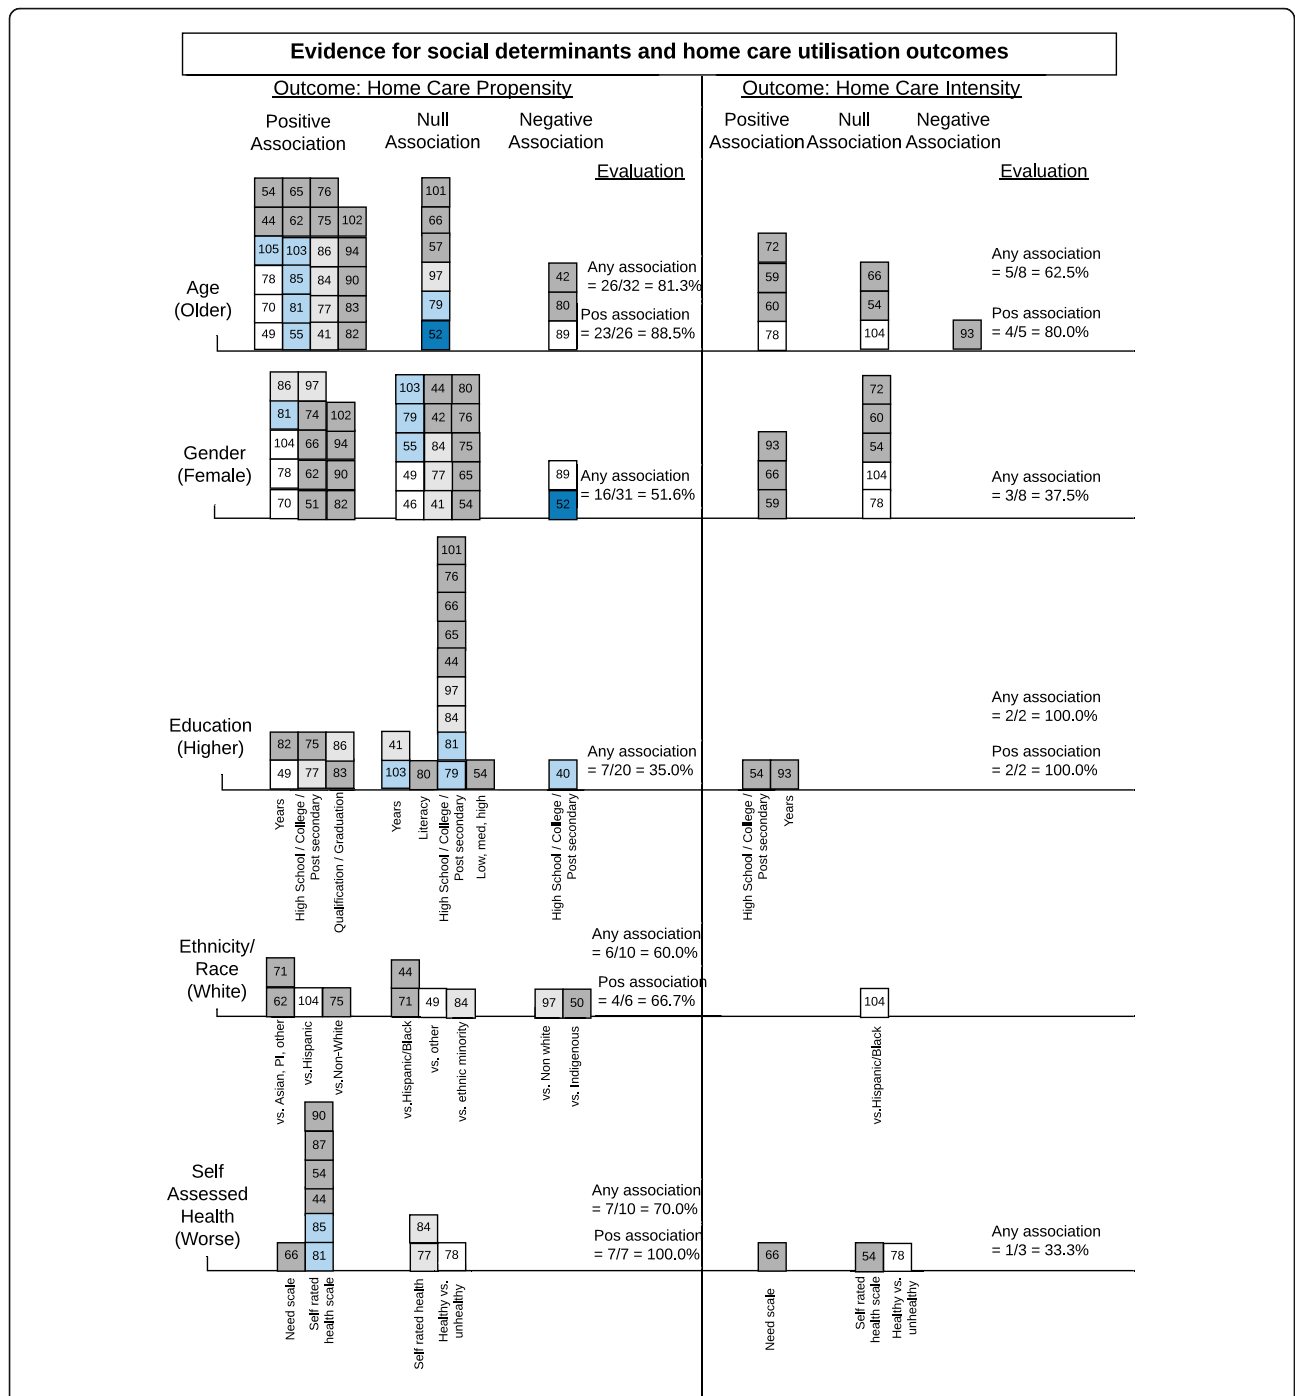 Evidence for social determinants and home care utilisation outcomes
Outcome: Home Care Propensity
Outcome: Home Care Intensity
Positive Association
Null Association
Negative Association
Evaluation
Positive Association
Null Association
Negative Association
Evaluation
Age
(Older)
54 65 76
44 62 75 102
105 103 86 94
78 85 84 90
70 81 77 83
49 55 41 82
101
66
57
97
79
52
42
80
89
Any association
= 26/32 = 81.3%
Pos association
= 23/26 = 88.5%
72
59
60
78
66
54
104
93
Any association
= 5/8 = 62.5%
Pos association
= 4/5 = 80.0%
Gender
(Female)
86 97
81 74 102
104 66 94
78 62 90
70 51 82
103 44 80
79 42 76
55 84 75
49 77 65
46 41 54
89
52
Any association
= 16/31 = 51.6%
93
66
59
72
60
54
104
78
Any association
= 3/8 = 37.5%
Education
(Higher)
82 75 86
49 77 83
Years
High School / College /
Post secondary
Qualification / Graduation
101
76
66
65
44
97
84
41 81
103 80 79 54
Years
Literacy
High School / College /
Post secondary
Low, med, high
40
High School / College /
Post secondary
Any association
= 7/20 = 35.0%
54 93
High School / College /
Post secondary
Years
Any association
= 2/2 = 100.0%
Pos association
= 2/2 = 100.0%
Ethnicity/
Race
(White)
71
62 104 75
vs. Asian, PI, other
vs.Hispanic
vs.Non-White
44
71 49 84
vs.Hispanic/Black
vs. other
vs. ethnic minority
97 50
vs. Non white
vs. Indigenous
Any association
= 6/10 = 60.0%
Pos association
= 4/6 = 66.7%
104
vs.Hispanic/Black
Self
Assessed
Health
(Worse)
90
87
54
44
85
66 81
Need scale
Self rated
health scale
84
77 78
Self rated health
Healthy vs.
unhealthy
Any association
= 7/10 = 70.0%
Pos association
= 7/7 = 100.0%
66
Need scale
54 78
Self rated
health scale
Healthy vs.
unhealthy
Any association
= 1/3 = 33.3%